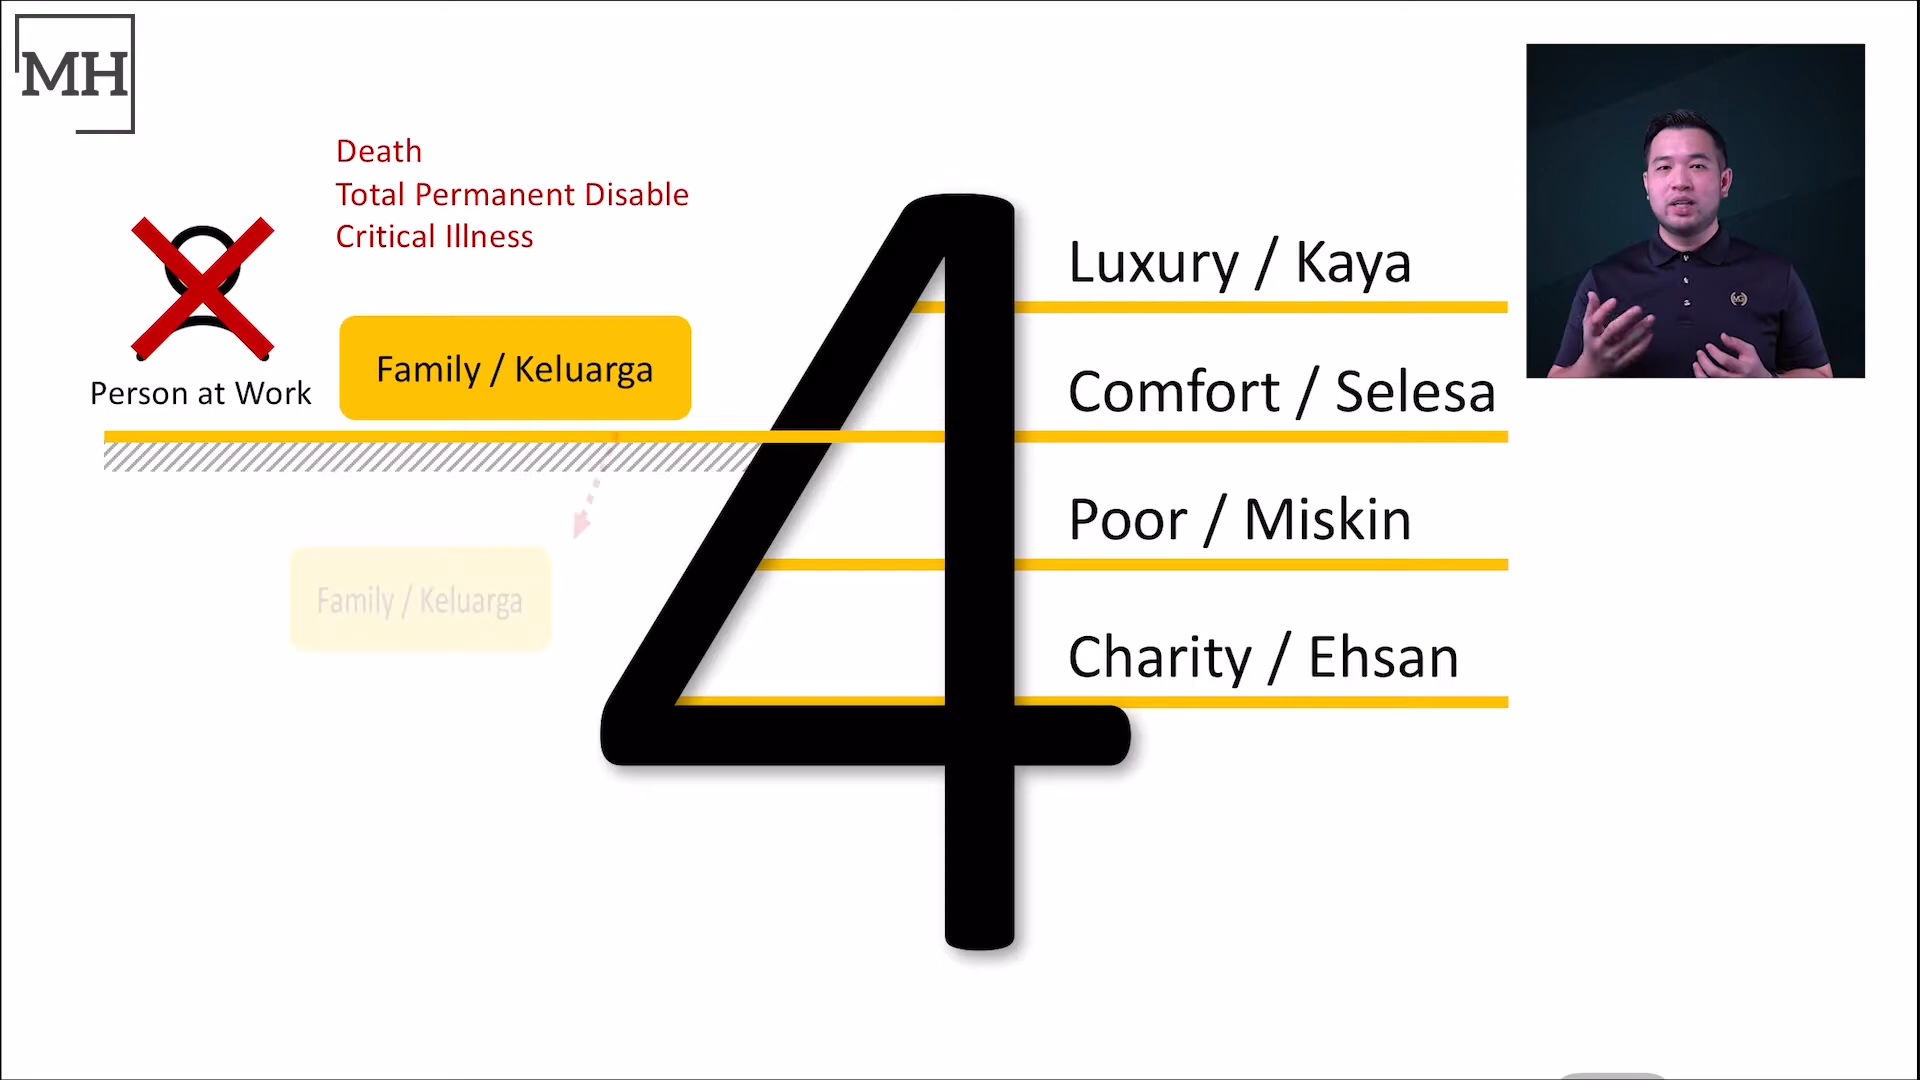 MH
Death
Total Permanent Disable
Critical Illness
Person at Work
Family / Keluarga
Family / Keluarga
4
Luxury / Kaya
Comfort / Selesa
Poor / Miskin
Charity / Ehsan